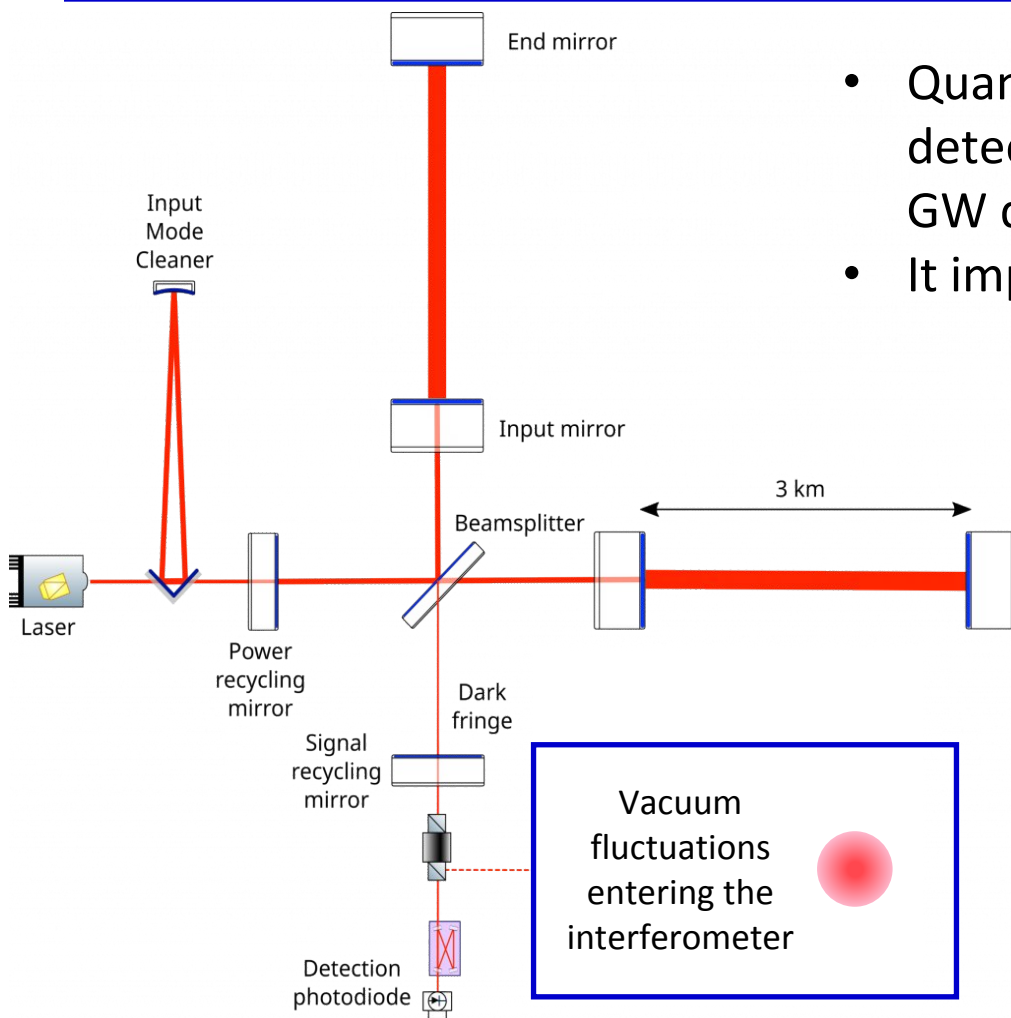 End mirror
• Quan
detec
GW
• It imp
Input
Mode
Cleaner
Input mirror
3 km
Beamsplitter
Laser
Power
recycling
mirror
Dark
fringe
Signal
recycling
mirror
Vacuum
fluctuations
entering the
interferometer
Detection
photodiode